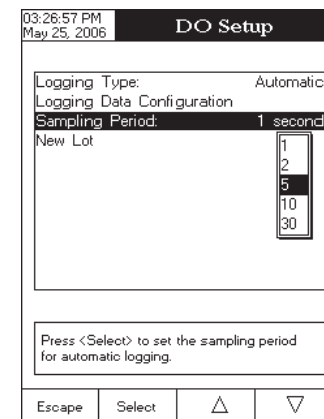 03:26:57 PM
May 25, 2006
DO Setup
Logging Type: Automatic
Logging Data Configuration
Sampling Period: 1 second
New Lot
1
2
5
10
30
Press <Select> to set the sampling period
for automatic logging.
Escape Select △ ▽